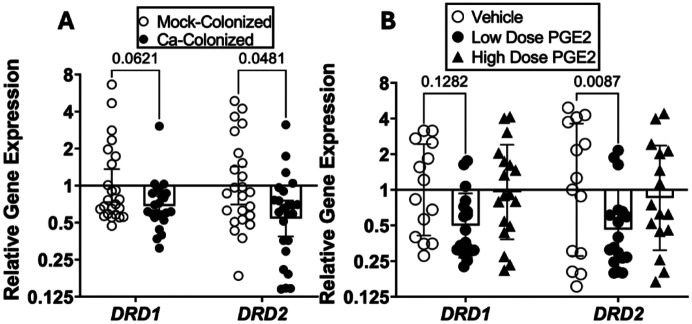 A
Mock-Colonized
Ca-Colonized
Relative Gene Expression
0.0621
0.0481
8
4
2
1
0.5
0.25
0.125
DRD1
DRD2
B
Vehicle
Low Dose PGE2
High Dose PGE2
Relative Gene Expression
0.1282
0.0087
8
4
2
1
0.5
0.25
0.125
DRD1
DRD2